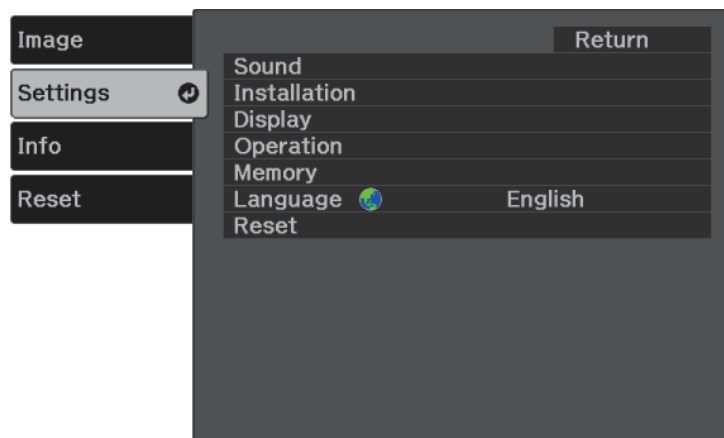 Image
Settings
Info
Reset
Return
Sound
Installation
Display
Operation
Memory
Language English
Reset